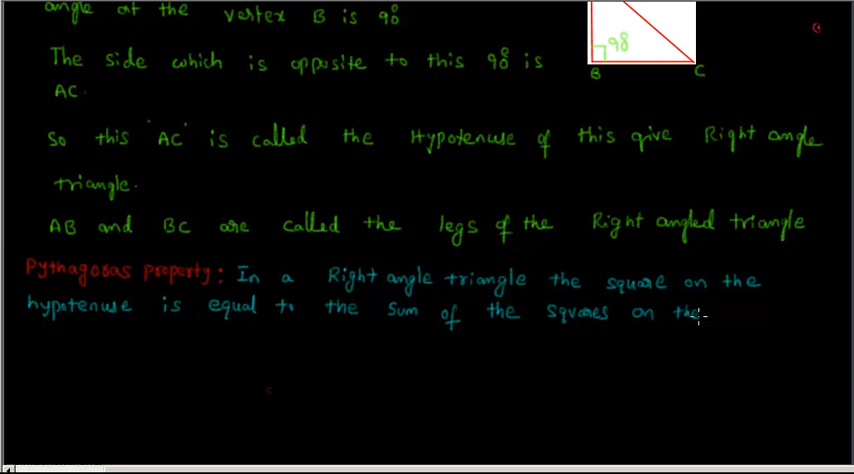 angle at the vertex B is 90°
The side which is opposite to this 90° is
AC.
So this 'AC' is called the Hypotenuse of this give Right angle
triangle.
AB and BC are called the legs of the Right angled triangle
Pythagoras property: In a Right angle triangle the square on the
hypotenuse is equal to the sum of the squares on the
90°
B
C